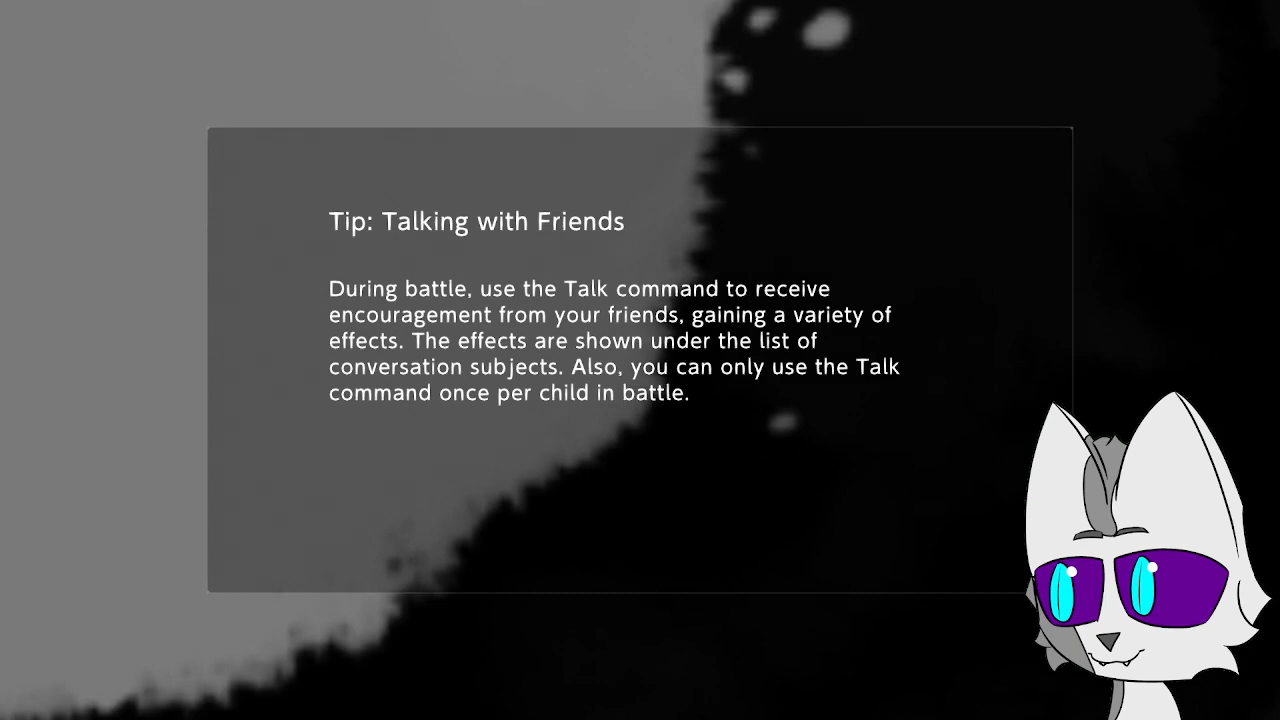 Tip: Talking with Friends
During battle, use the Talk command to receive
encouragement from your friends, gaining a variety of
effects. The effects are shown under the list of
conversation subjects. Also, you can only use the Talk
command once per child in battle.